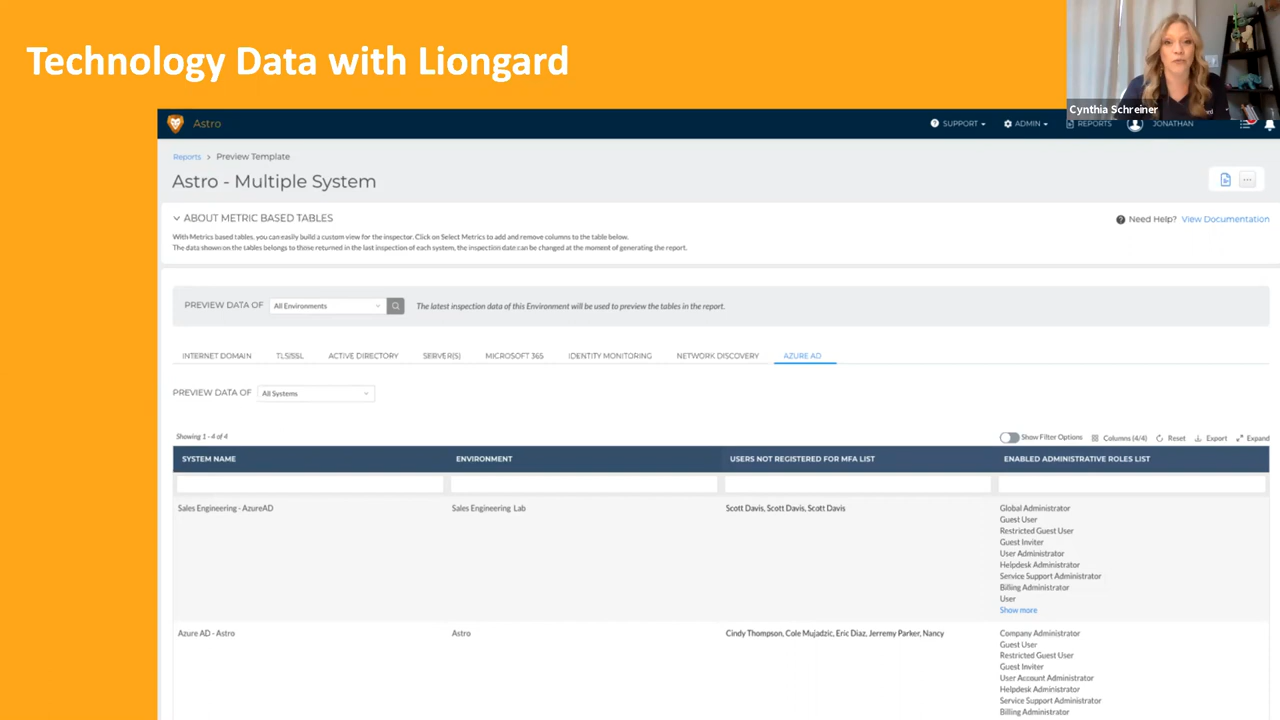 Technology Data with Liongard
Cynthia Schreiner
Astro
SUPPORT
ADMIN
REPORTS
JONATHAN
Reports > Preview Template
Astro - Multiple System
ABOUT METRIC BASED TABLES
Need Help? View Documentation
With Metrics based tables, you can easily build a custom view for the inspector. Click on Select Metrics to add and remove columns to the table below.
The data shown on the tables belongs to those returned in the last inspection of each system, the inspection date can be changed at the moment of generating the report.
PREVIEW DATA OF All Environments The latest inspection data of this Environment will be used to preview the tables in the report.
INTERNET DOMAIN TLS/SSL ACTIVE DIRECTORY SERVER(S) MICROSOFT 365 IDENTITY MONITORING NETWORK DISCOVERY AZURE AD
PREVIEW DATA OF All Systems
Showing 1 - 4 of 4
Show Filter Options Columns (4/4) Reset Export Expand
SYSTEM NAME ENVIRONMENT USERS NOT REGISTERED FOR MFA LIST ENABLED ADMINISTRATIVE ROLES LIST
Sales Engineering - AzureAD Sales Engineering Lab Scott Davis, Scott Davis, Scott Davis Global Administrator
Guest User
Restricted Guest User
Guest Inviter
User Administrator
Helpdesk Administrator
Service Support Administrator
Billing Administrator
User
Show more
Azure AD - Astro Astro Cindy Thompson, Cole Mujadzic, Eric Diaz, Jerremy Parker, Nancy Company Administrator
Guest User
Restricted Guest User
Guest Inviter
User Account Administrator
Helpdesk Administrator
Service Support Administrator
Billing Administrator